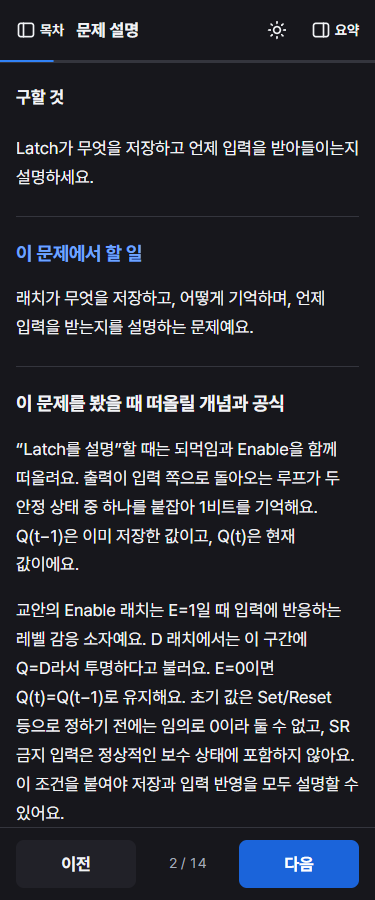 목차 문제 설명 요약
구할 것
Latch가 무엇을 저장하고 언제 입력을 받아들이는지
설명하세요.
이 문제에서 할 일
래치가 무엇을 저장하고, 어떻게 기억하며, 언제
입력을 받는지를 설명하는 문제예요.
이 문제를 봤을 때 떠올릴 개념과 공식
“Latch를 설명”할 때는 되먹임과 Enable을 함께
떠올려요. 출력이 입력 쪽으로 돌아오는 루프가 두
안정 상태 중 하나를 붙잡아 1비트를 기억해요.
Q(t−1)은 이미 저장한 값이고, Q(t)은 현재
값이에요.
교안의 Enable 래치는 E=1일 때 입력에 반응하는
레벨 감응 소자예요. D 래치에서는 이 구간에
Q=D라서 투명하다고 불러요. E=0이면
Q(t)=Q(t−1)로 유지해요. 초기 값은 Set/Reset
등으로 정하기 전에는 임의로 0이라 둘 수 없고, SR
금지 입력은 정상적인 보수 상태에 포함하지 않아요.
이 조건을 붙여야 저장과 입력 반영을 모두 설명할 수
있어요.
이전 2 / 14 다음